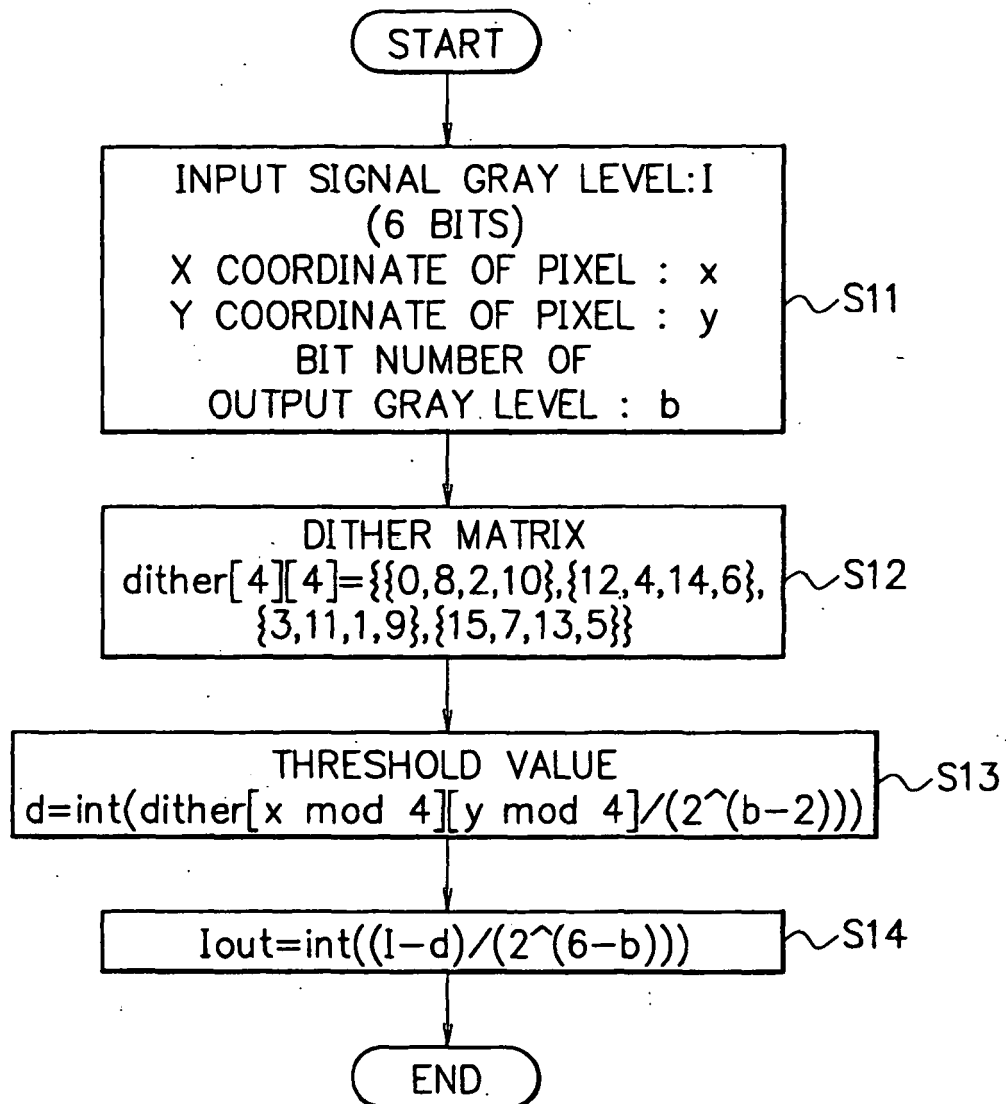 START
INPUT SIGNAL GRAY LEVEL:I
(6 BITS)
X COORDINATE OF PIXEL : x
Y COORDINATE OF PIXEL : y
BIT NUMBER OF
OUTPUT GRAY LEVEL : b
S11
DITHER MATRIX
dither[4][4]={{0,8,2,10},{12,4,14,6},
{3,11,1,9},{15,7,13,5}}
S12
THRESHOLD VALUE
d=int(dither[x mod 4][y mod 4]/(2^(b-2)))
S13
Iout=int((I-d)/(2^(6-b)))
S14
END